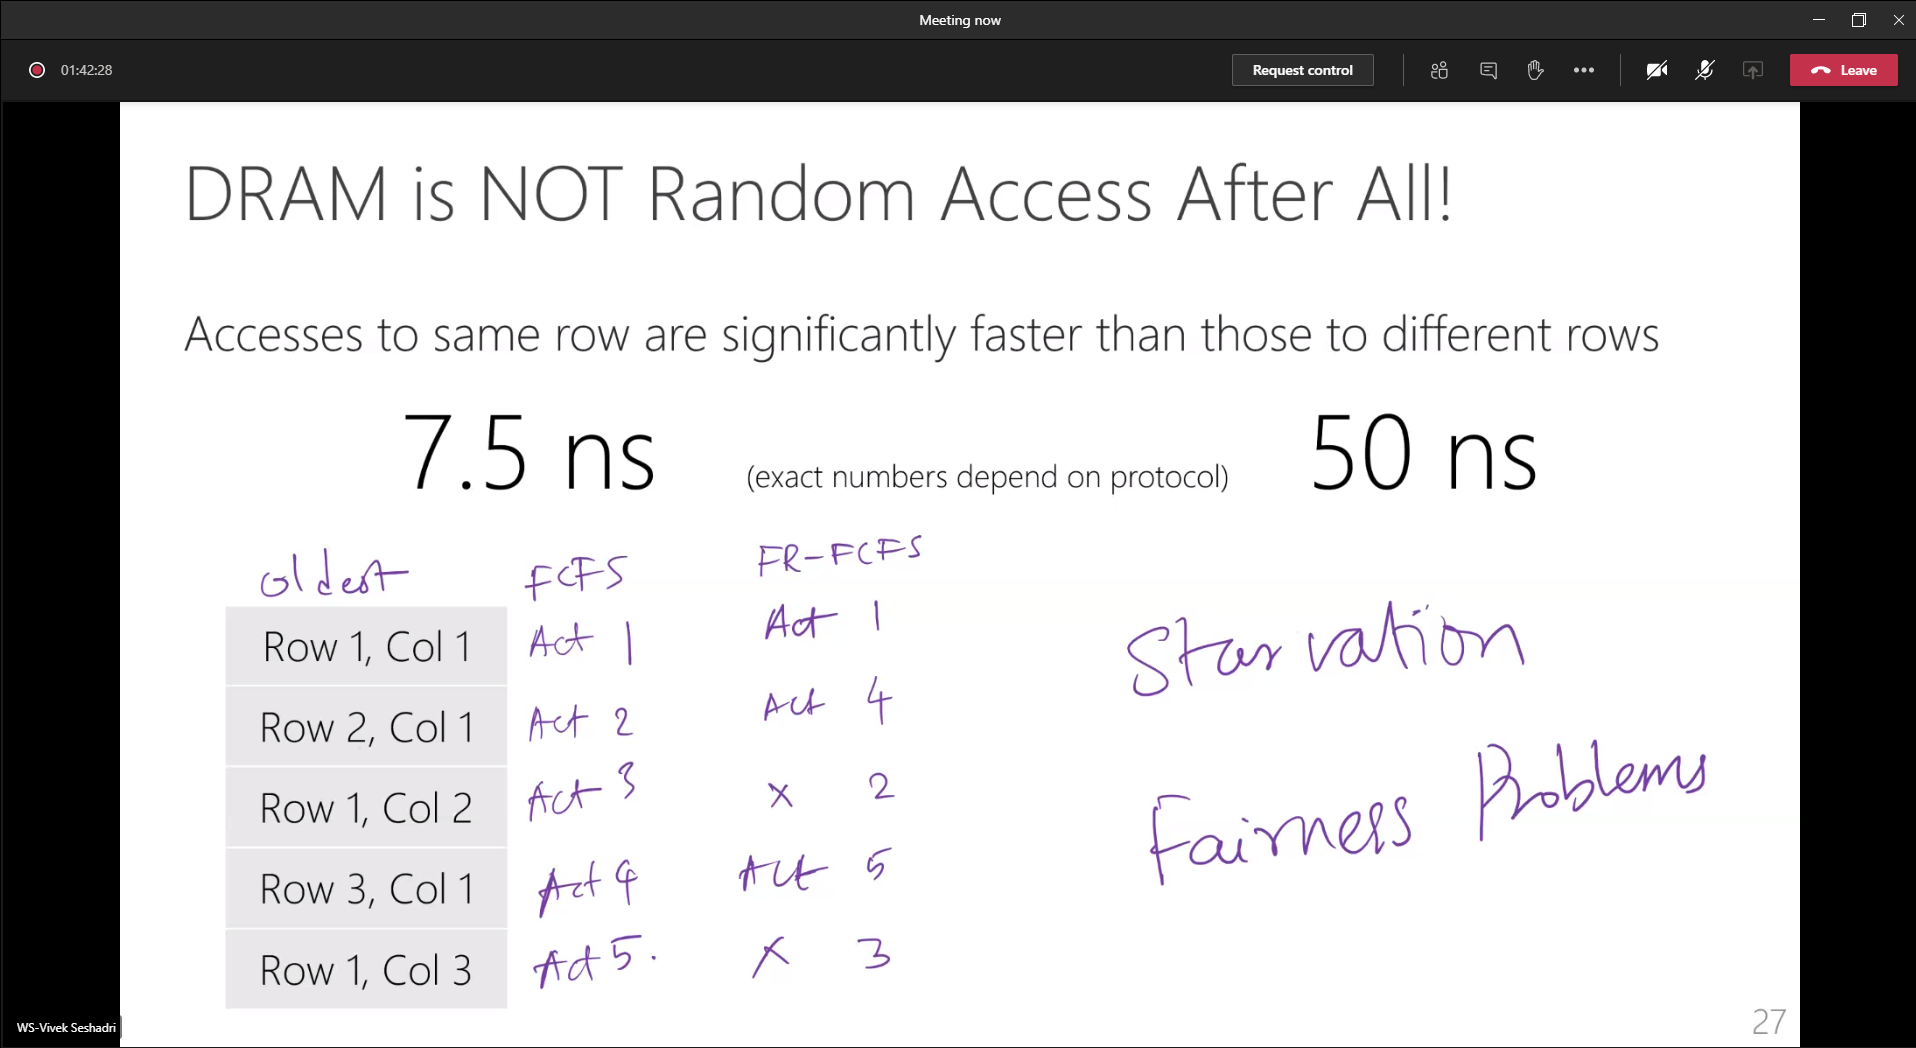 Meeting now
01:42:28
Request control
Leave
DRAM is NOT Random Access After All!
Accesses to same row are significantly faster than those to different rows
7.5 ns (exact numbers depend on protocol) 50 ns
oldest FCFS FR-FCFS
Row 1, Col 1 Act 1 Act 1
Row 2, Col 1 Act 2 Act 4
Row 1, Col 2 Act 3 x 2
Row 3, Col 1 Act 4 Act 5
Row 1, Col 3 Act 5. x 3
Starvation
Fairness Problems
WS-Vivek Seshadri
27